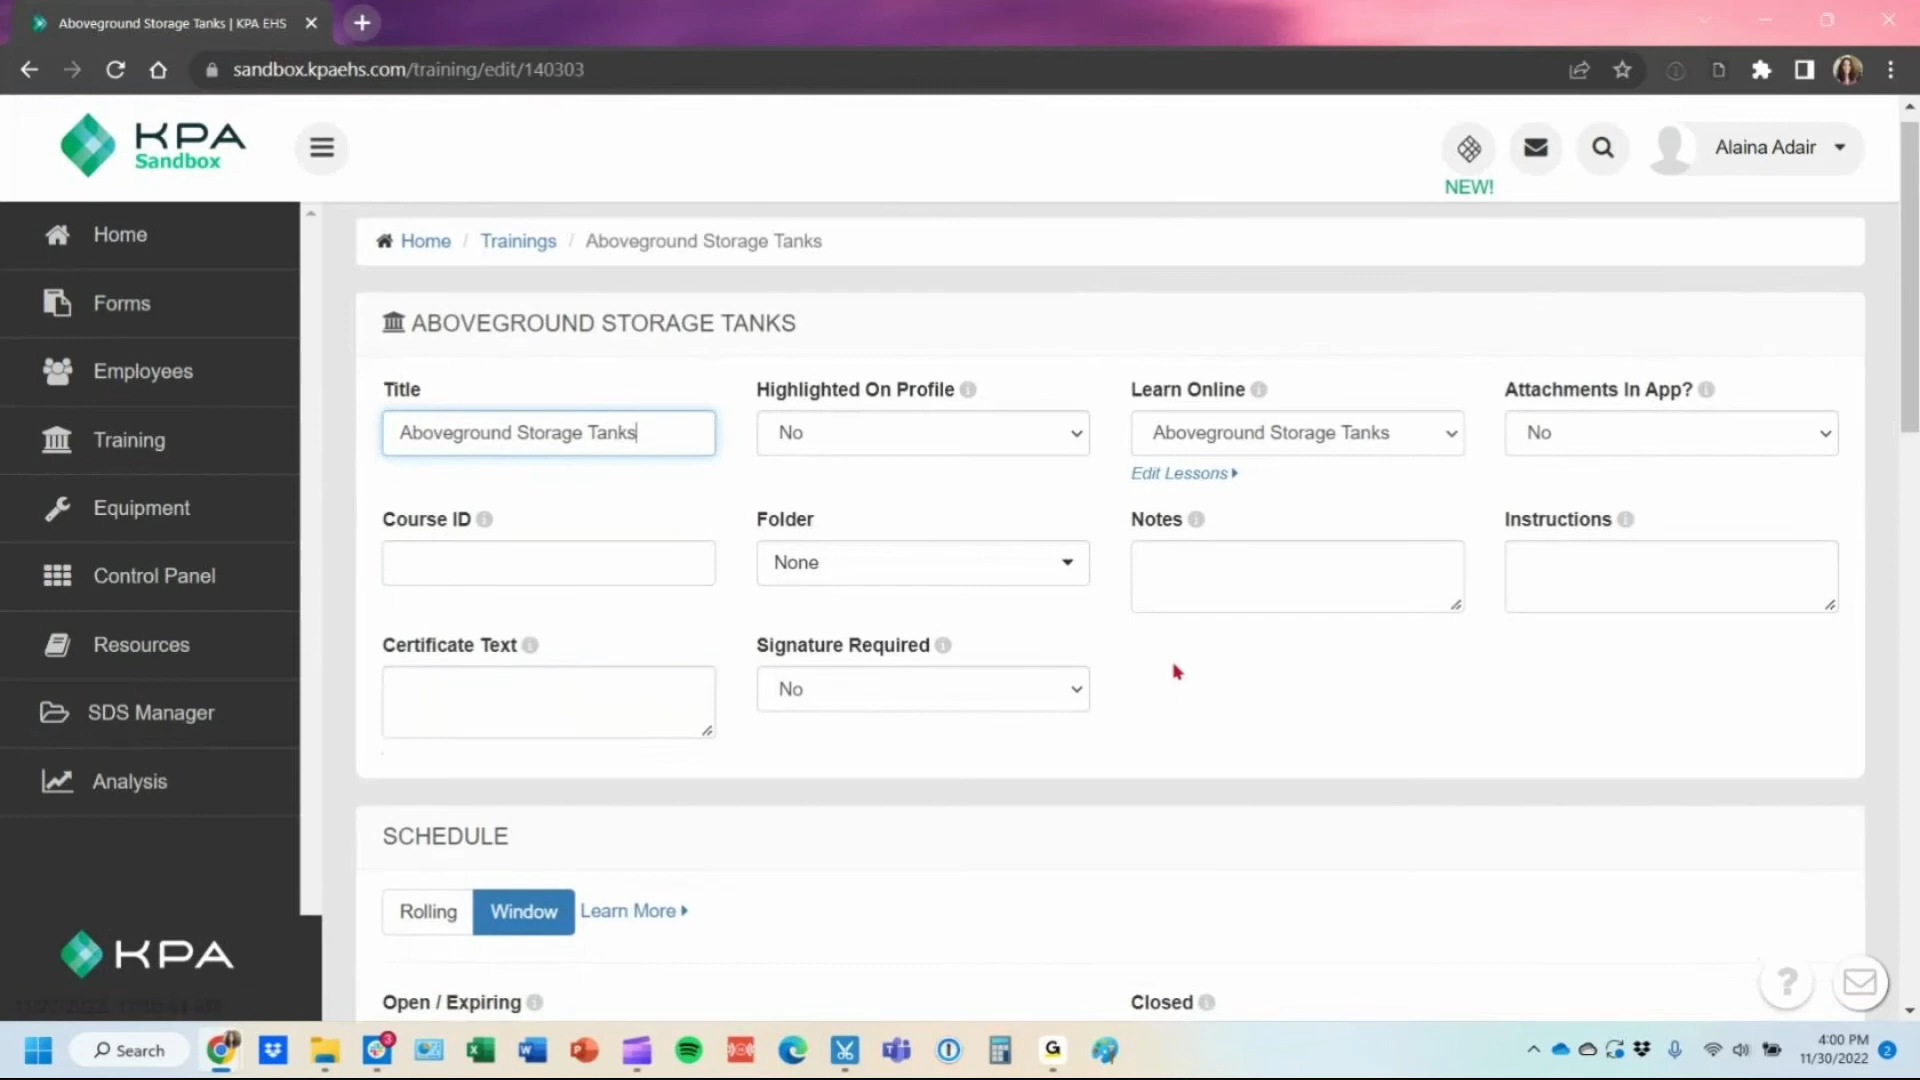 Aboveground Storage Tanks | KPA EHS
sandbox.kpaehs.com/training/edit/140303
KPA
Sandbox
NEW!
Alaina Adair
Home
Forms
Employees
Training
Equipment
Control Panel
Resources
SDS Manager
Analysis
KPA
Home / Trainings / Aboveground Storage Tanks
ABOVEGROUND STORAGE TANKS
Title
Highlighted On Profile
Learn Online
Attachments In App?
Aboveground Storage Tanks
No
Aboveground Storage Tanks
No
Edit Lessons
Course ID
Folder
Notes
Instructions
None
Certificate Text
Signature Required
No
SCHEDULE
Rolling
Window
Learn More
Open / Expiring
Closed
?
Search
3
4:00 PM
11/30/2022
2